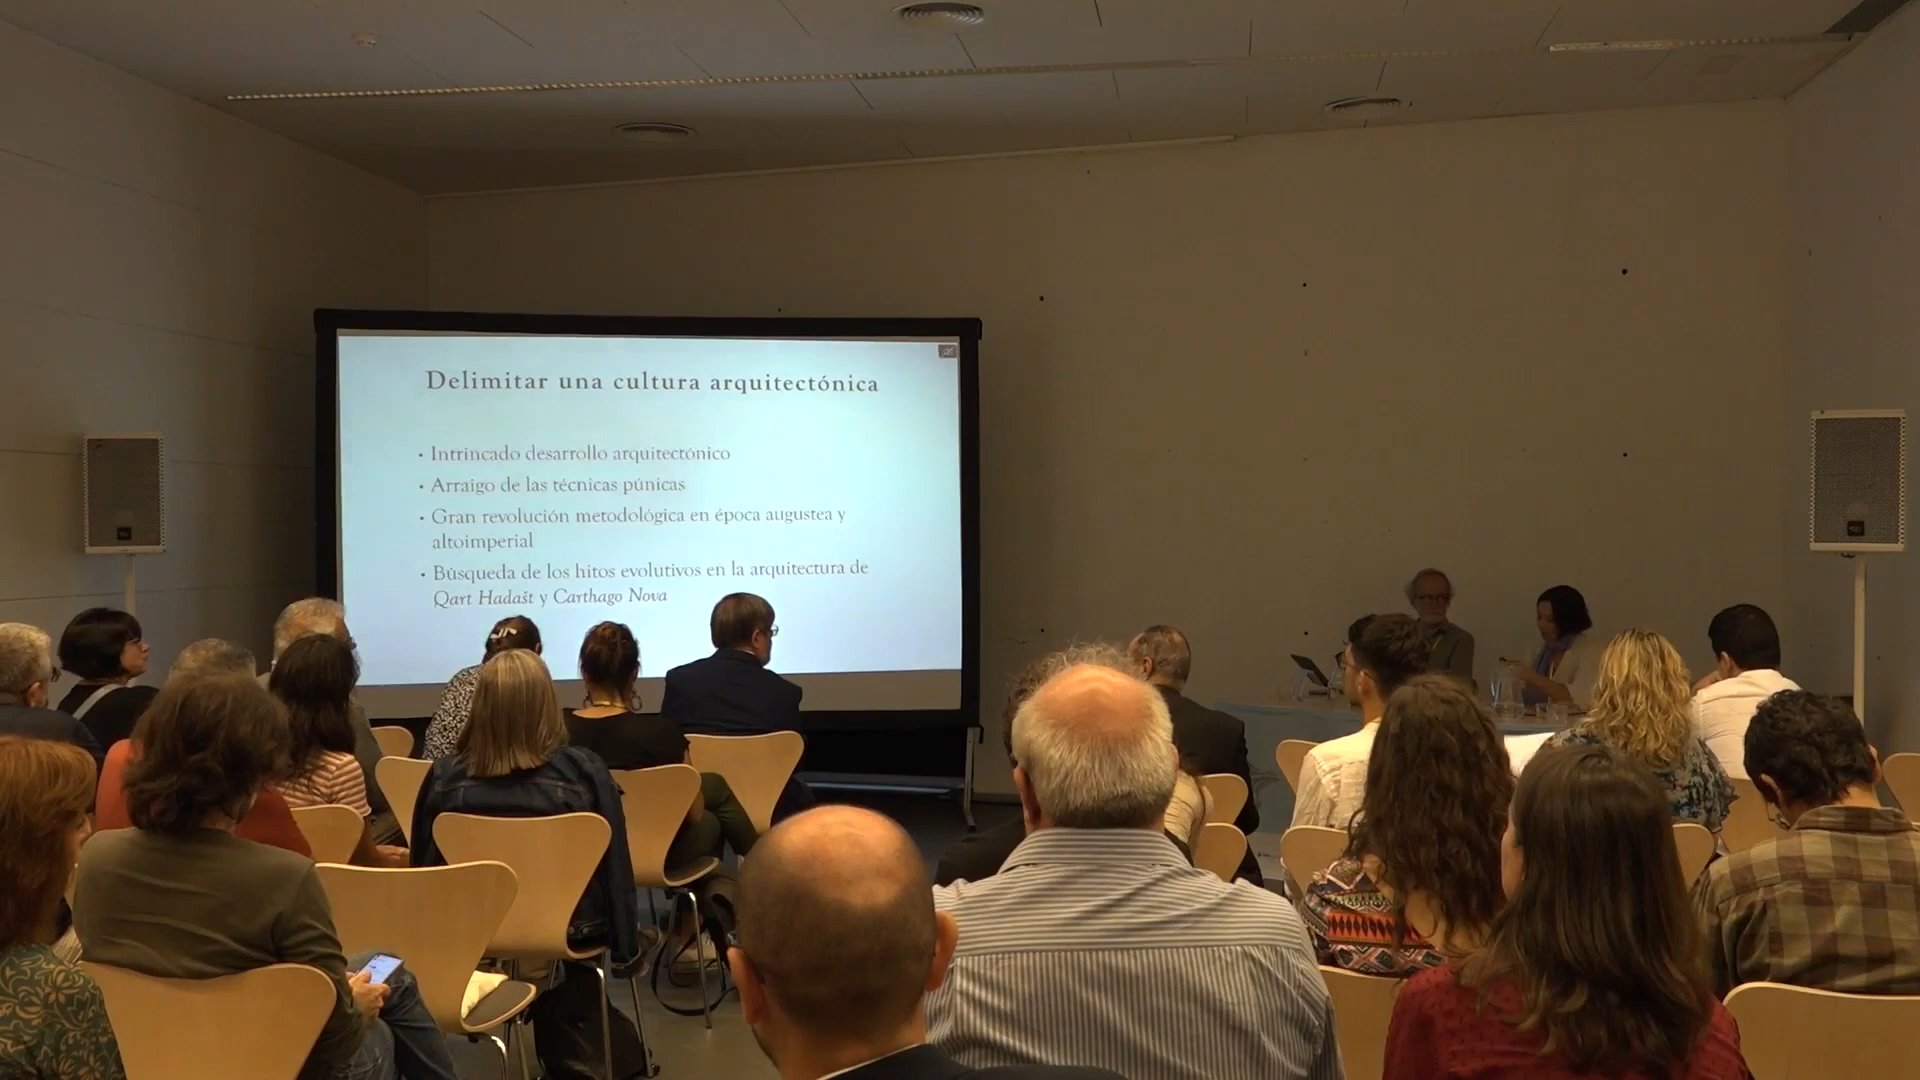 Delimitar una cultura arquitectónica
• Intrincado desarrollo arquitectónico
• Arraigo de las técnicas púnicas
• Gran revolución metodológica en época augustea y
altoimperial
• Búsqueda de los hitos evolutivos en la arquitectura de
Qart Hadašt y Carthago Nova